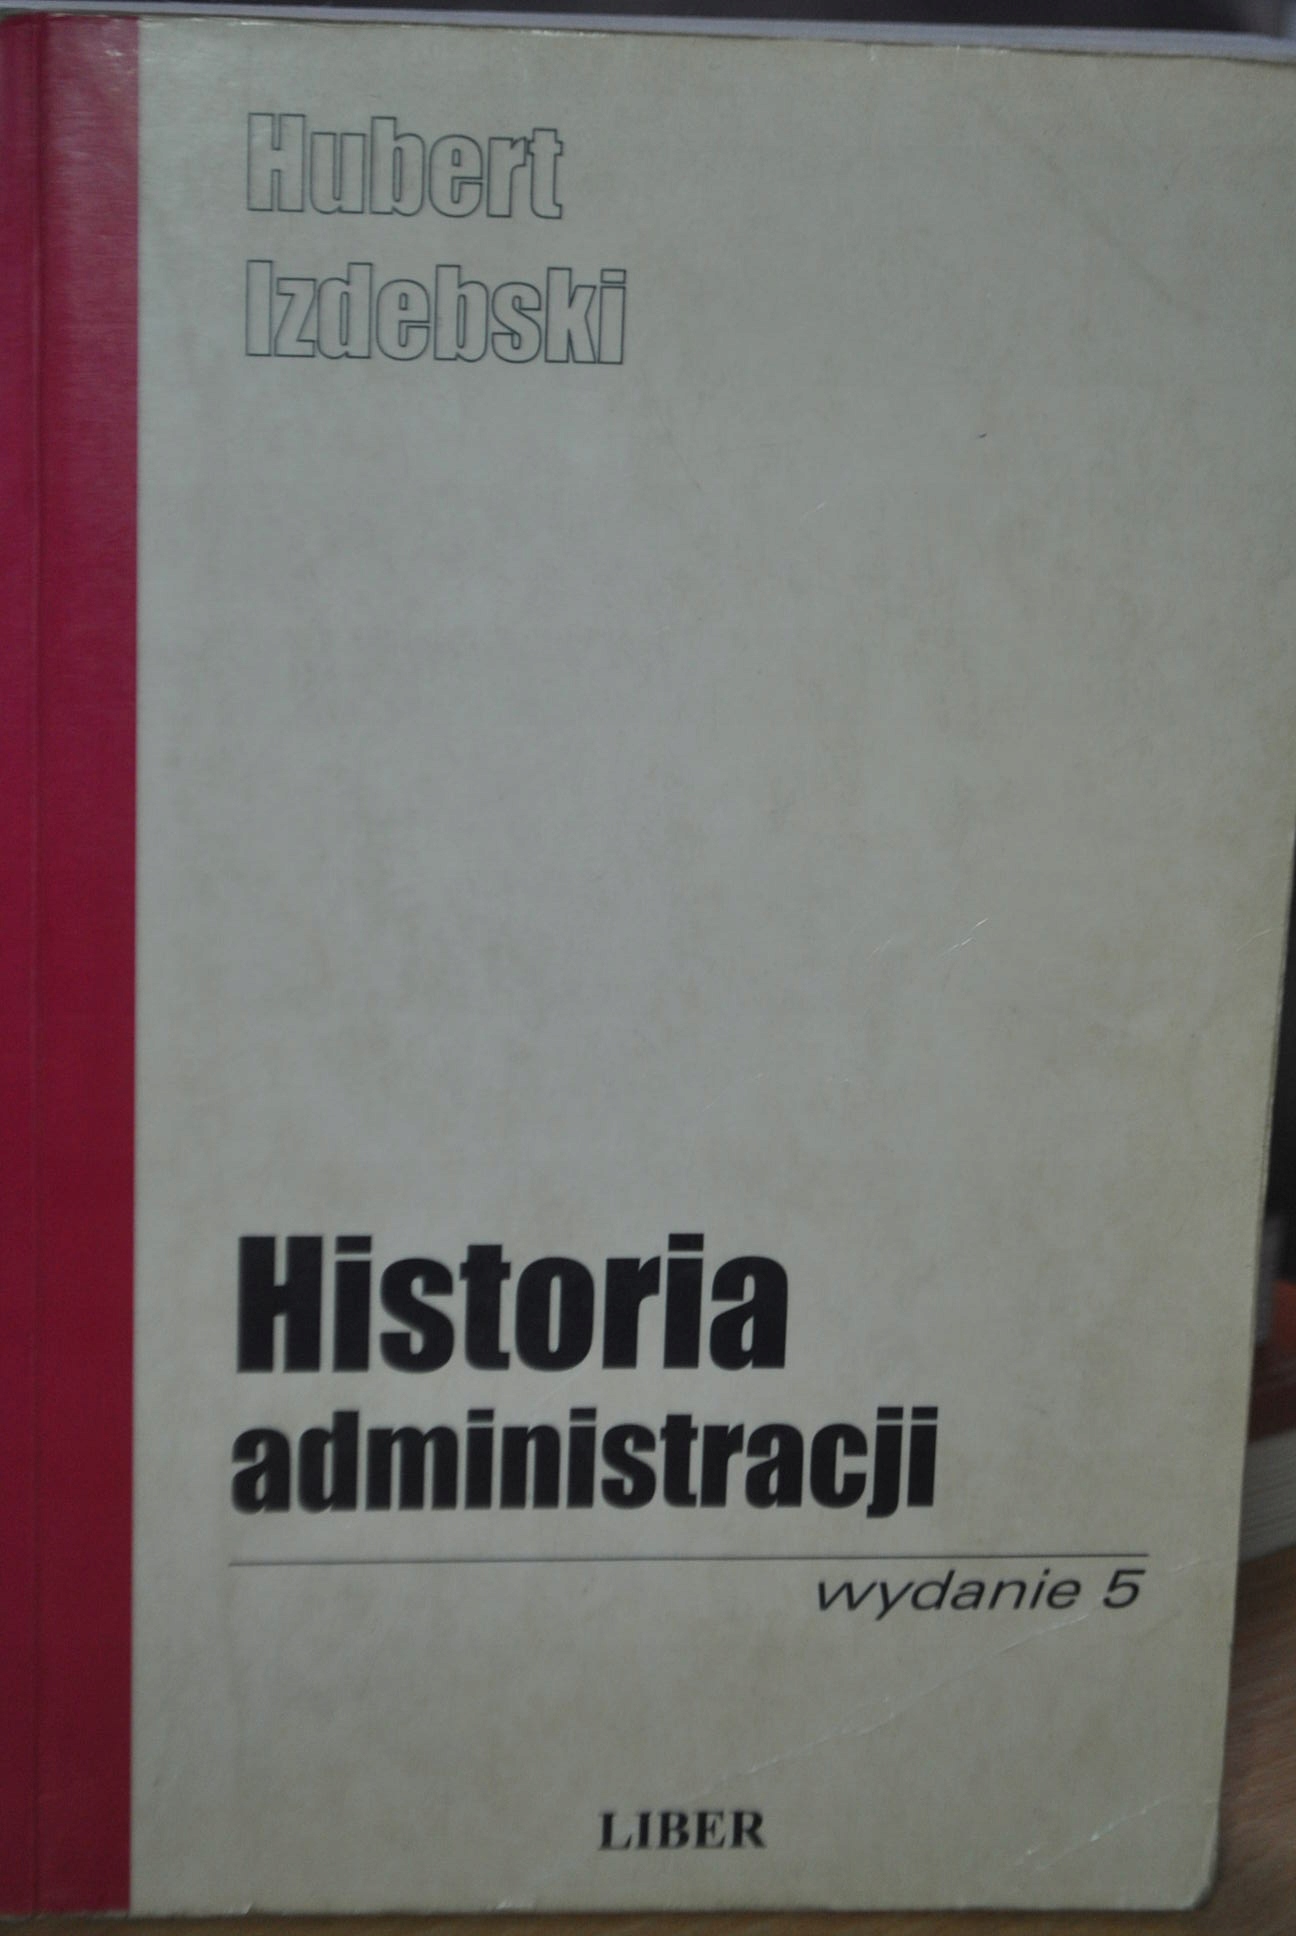 Hubert
Izdebski
Historia
administracji
wydanie 5
LIBER